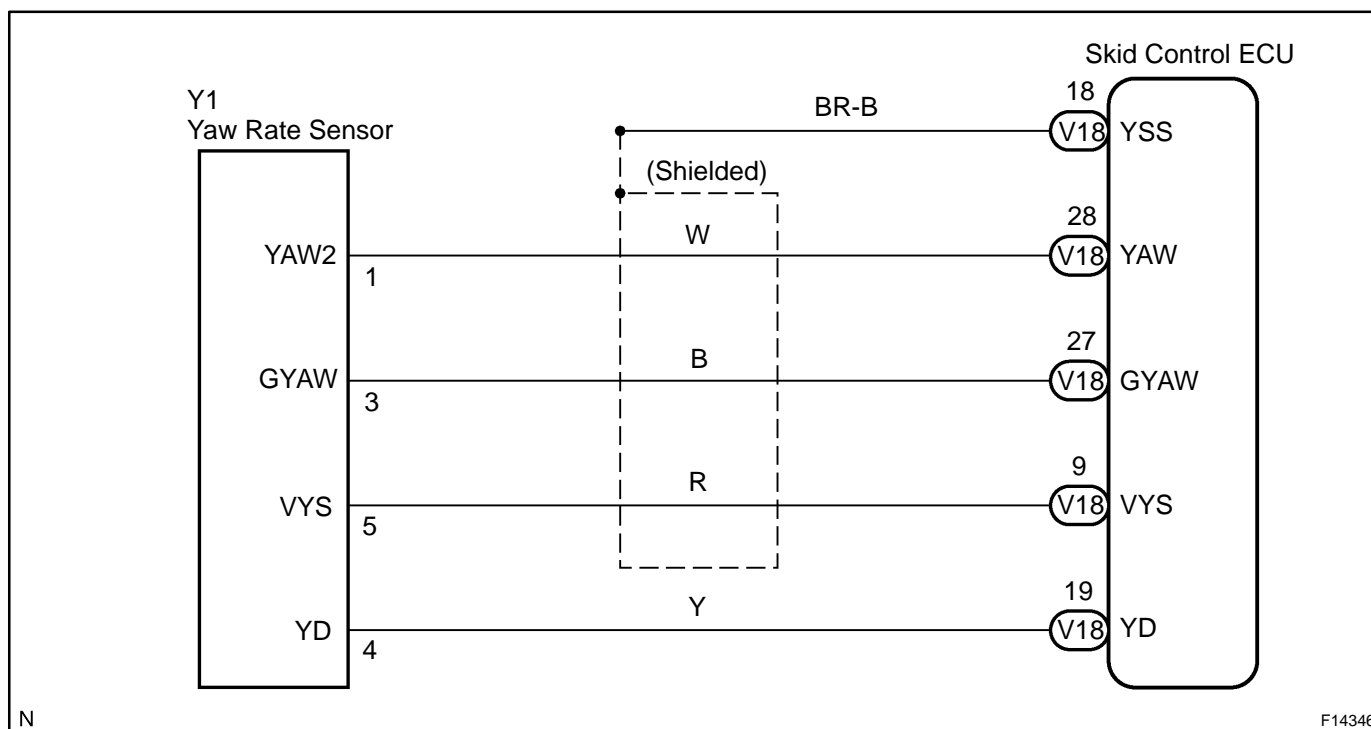 Skid Control ECU
Y1
Yaw Rate Sensor
18
BR-B
V18
YSS
(Shielded)
28
W
YAW2
1
V18
YAW
27
B
GYAW
3
V18
GYAW
9
R
VYS
5
V18
VYS
19
Y
YD
4
V18
YD
N
F14346